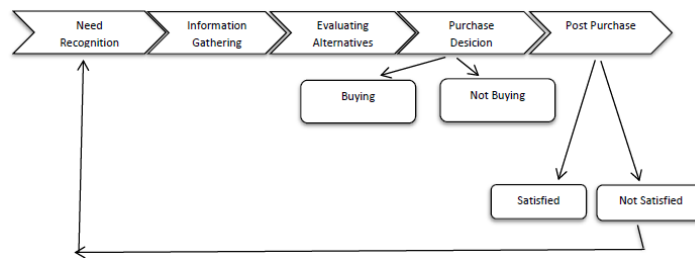 Need
Recognition
Information
Gathering
Evaluating
Alternatives
Purchase
Desicion
Post Purchase
Buying
Not Buying
Satisfied
Not Satisfied